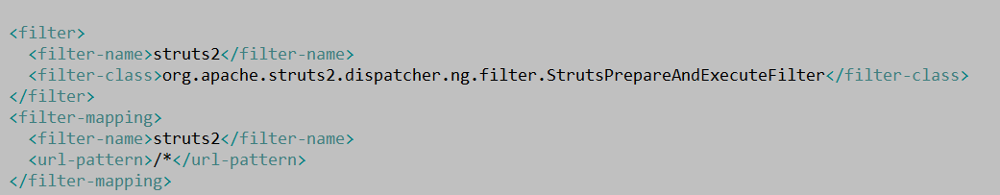 <filter>
  <filter-name>struts2</filter-name>
  <filter-class>org.apache.struts2.dispatcher.ng.filter.StrutsPrepareAndExecuteFilter</filter-class>
</filter>
<filter-mapping>
  <filter-name>struts2</filter-name>
  <url-pattern>/*</url-pattern>
</filter-mapping>